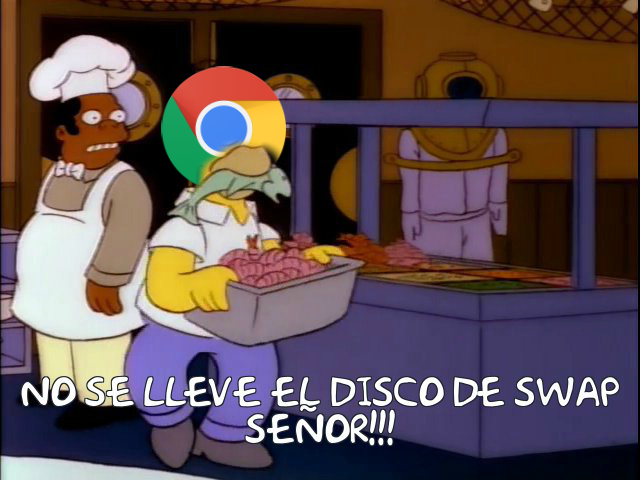 NO SE LLEVE EL DISCO DE SWAP
SEÑOR!!!